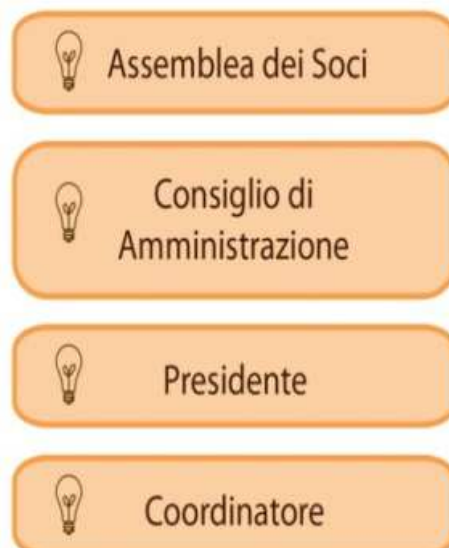 Assemblea dei Soci
Consiglio di
Amministrazione
Presidente
Coordinatore